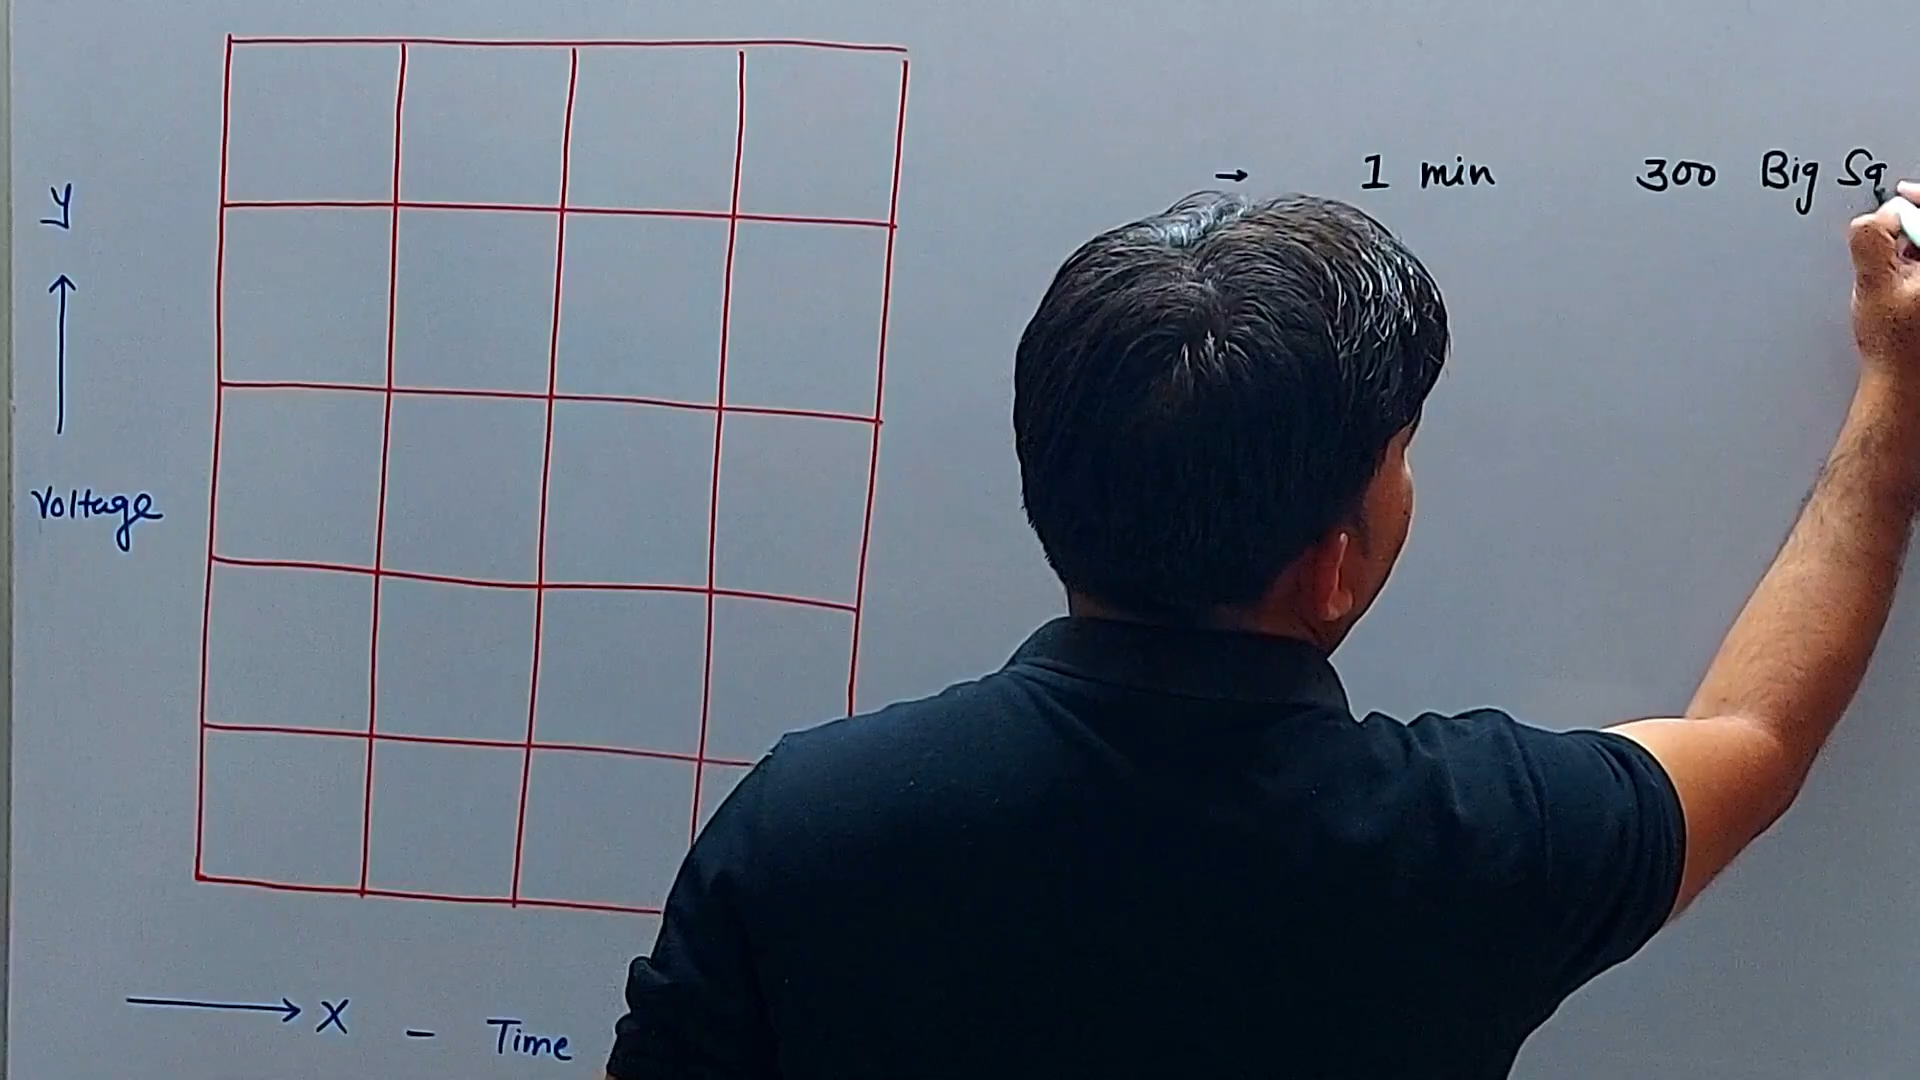 → 1 min 300 Big Sq
y
↑
Voltage
→ X - Time